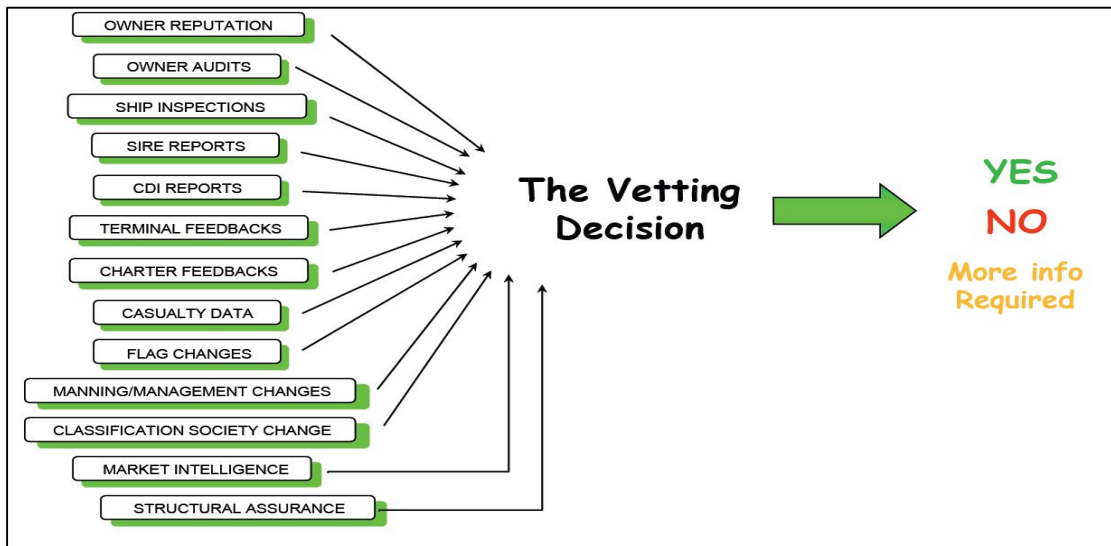 OWNER REPUTATION
OWNER AUDITS
SHIP INSPECTIONS
SIRE REPORTS
CDI REPORTS
TERMINAL FEEDBACKS
CHARTER FEEDBACKS
CASUALTY DATA
FLAG CHANGES
MANNING/MANAGEMENT CHANGES
CLASSIFICATION SOCIETY CHANGE
MARKET INTELLIGENCE
STRUCTURAL ASSURANCE
The Vetting
Decision
YES
NO
More info
Required